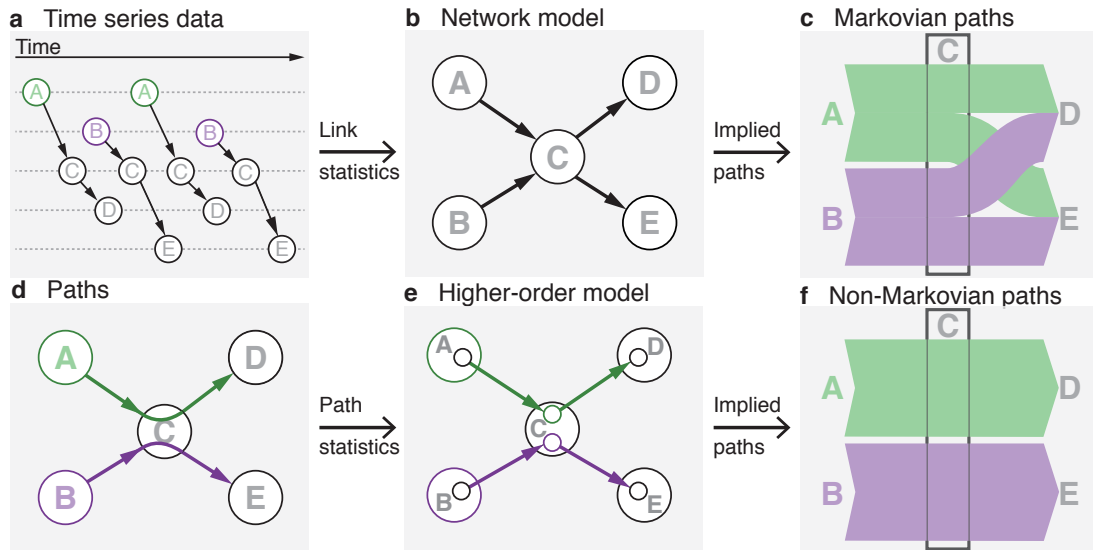 a Time series data
Time
A
A
B
B
C
C
C
C
D
D
E
E
Link
statistics
b Network model
A
D
C
B
E
Implied
paths
c Markovian paths
C
A
D
B
E
d Paths
A
D
C
B
E
Path
statistics
e Higher-order model
A
D
C
B
E
Implied
paths
f Non-Markovian paths
C
A
D
B
E